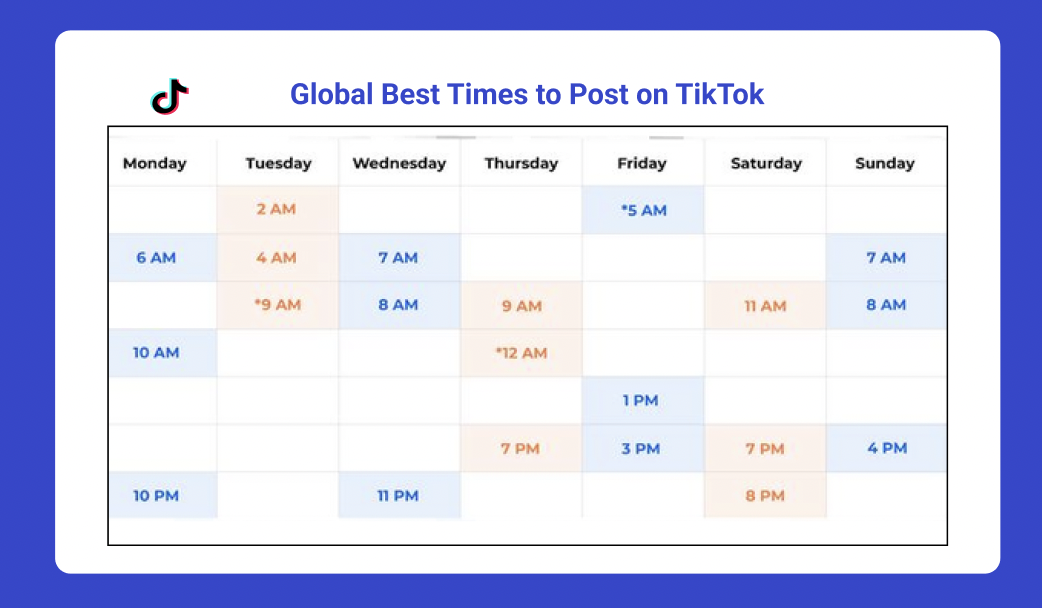 Global Best Times to Post on TikTok
Monday Tuesday Wednesday Thursday Friday Saturday Sunday
2 AM *5 AM
6 AM 4 AM 7 AM 7 AM
*9 AM 8 AM 9 AM 11 AM 8 AM
10 AM *12 AM
1 PM
7 PM 3 PM 7 PM 4 PM
10 PM 11 PM 8 PM